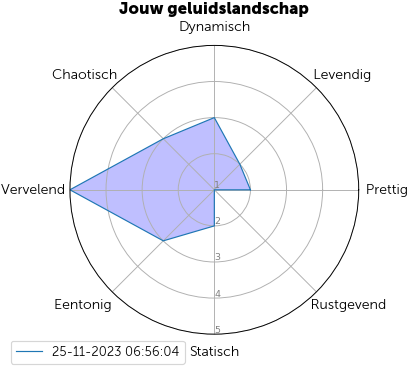 Jouw geluidslandschap
Dynamisch
Chaotisch
Levendig
Vervelend
1
Prettig
2
3
4
5
Eentonig
Rustgevend
25-11-2023 06:56:04
Statisch